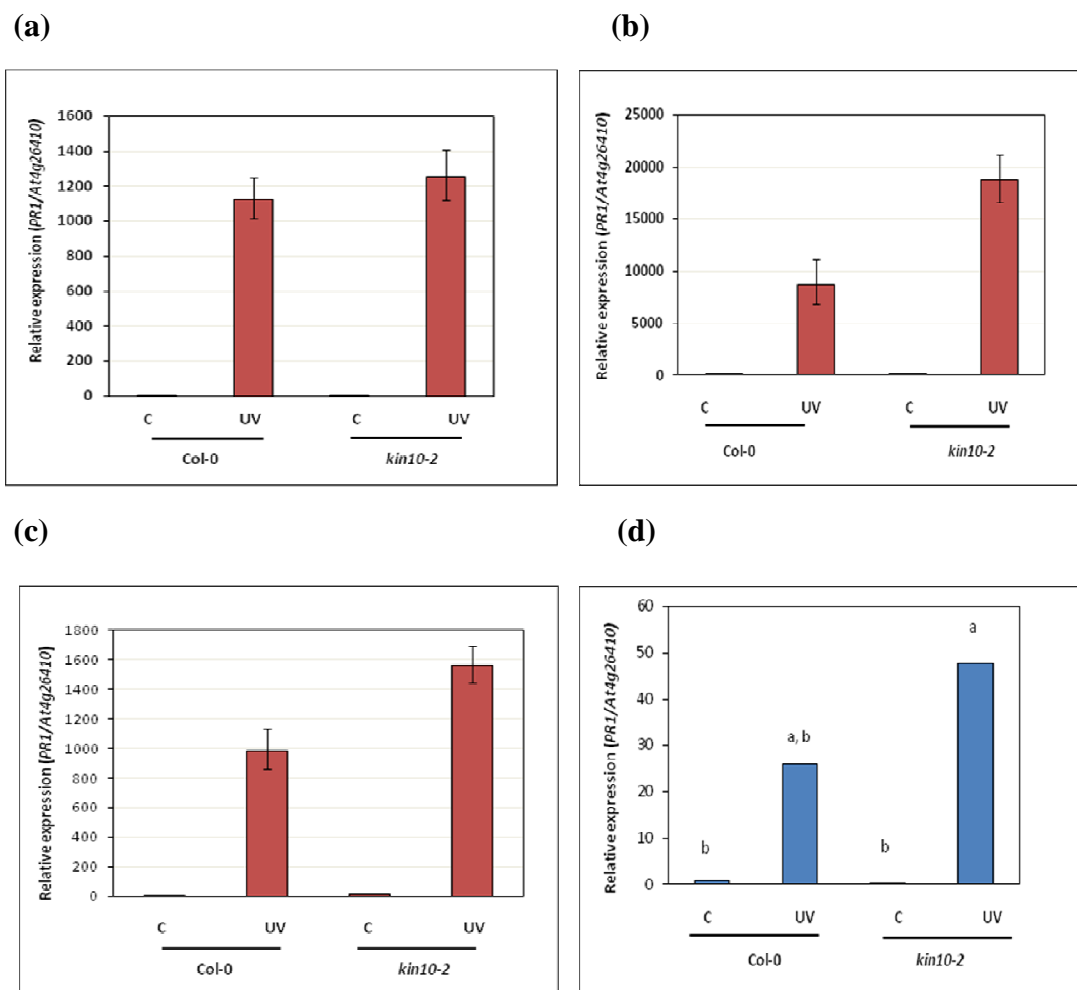 (a)
Relative expression (PR1/At4g26410)
1600
1400
1200
1000
800
600
400
200
0
C UV C UV
Col-0 kin10-2
(b)
Relative expression (PR1/At4g26410)
25000
20000
15000
10000
5000
0
C UV C UV
Col-0 kin10-2
(c)
Relative expression (PR1/At4g26410)
1800
1600
1400
1200
1000
800
600
400
200
0
C UV C UV
Col-0 kin10-2
(d)
Relative expression (PR1/At4g26410)
60
50
40
30
20
10
0
b a, b b a
C UV C UV
Col-0 kin10-2